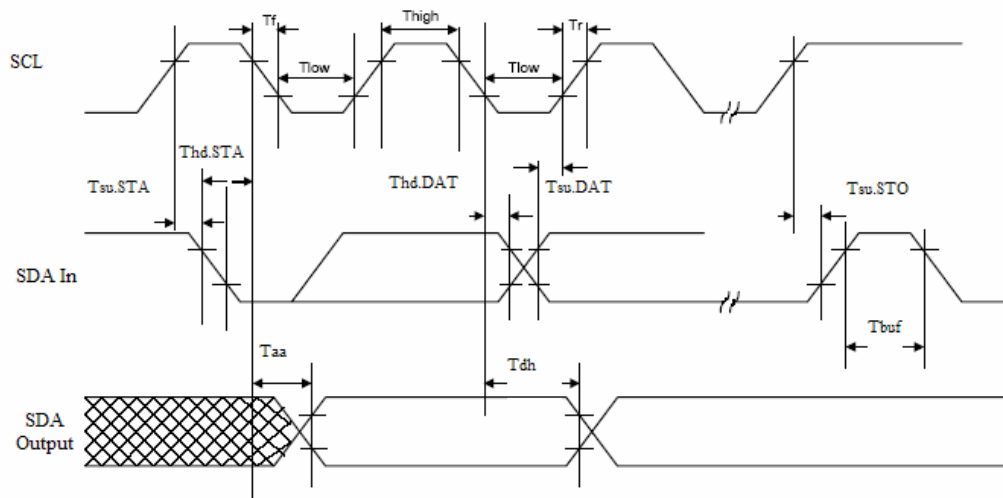 Tf
Thigh
Tr
SCL
Tlow
Tlow
Thd.STA
Thd.DAT
Tsu.DAT
Tsu.STA
Tsu.STO
SDA In
Tbuf
Taa
Tdh
SDA
Output